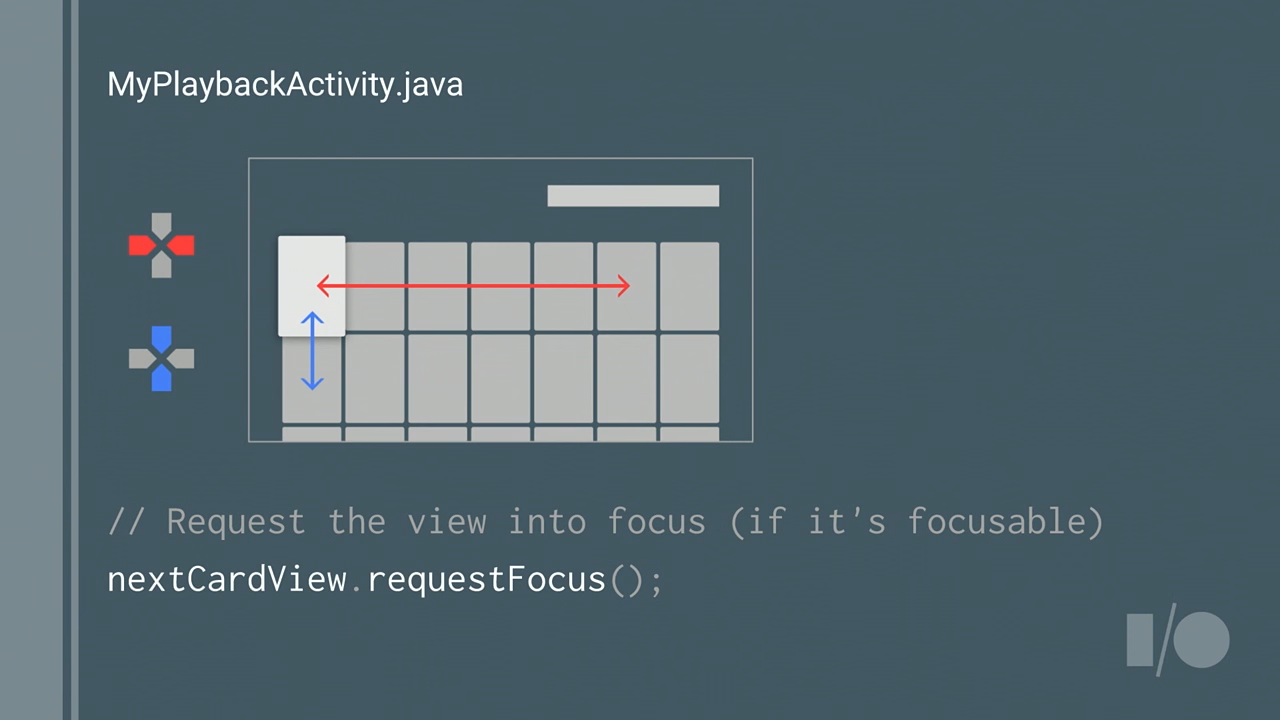 MyPlaybackActivity.java
// Request the view into focus (if it's focusable)
nextCardView.requestFocus();
I/O